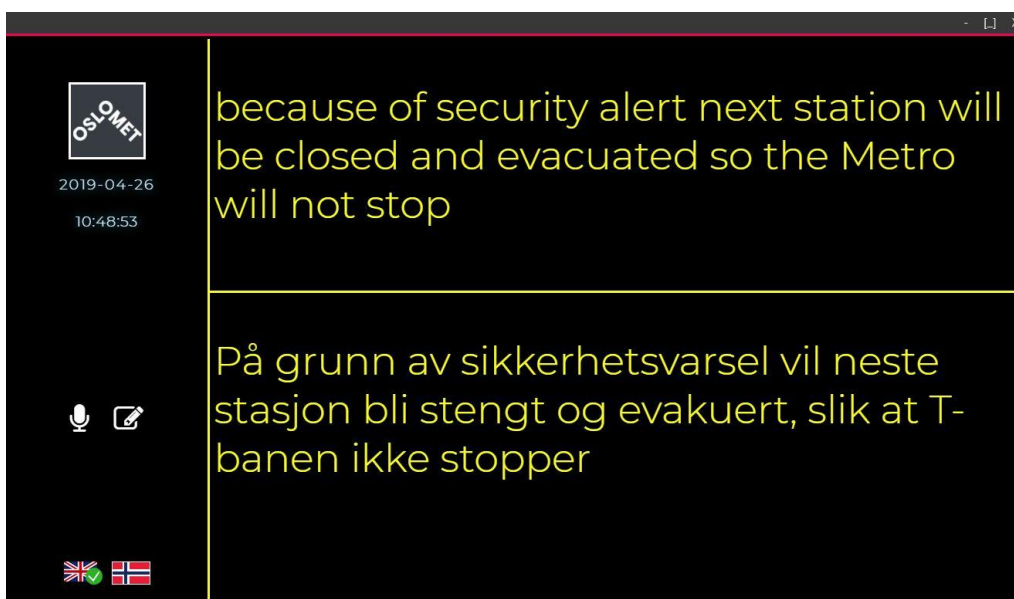 OSLOMET
2019-04-26
10:48:53
because of security alert next station will
be closed and evacuated so the Metro
will not stop
På grunn av sikkerhetsvarsel vil neste
stasjon bli stengt og evakuert, slik at T-
banen ikke stopper